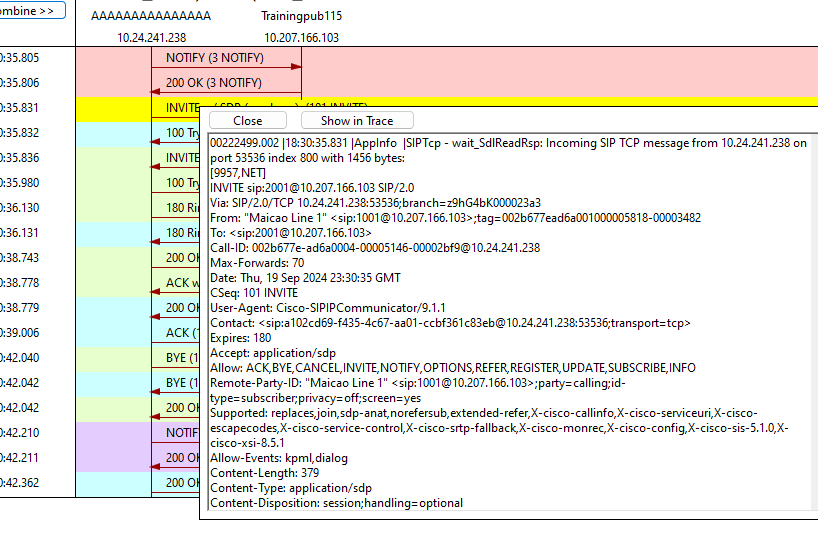 ombine >>
AAAAAAAAAAAAAAA Trainingpub115
10.24.241.238 10.207.166.103
0:35.805 NOTIFY (3 NOTIFY)
0:35.806 200 OK (3 NOTIFY)
0:35.831 INVITE
0:35.832 100 Try
0:35.836 INVITE
0:35.980 100 Try
0:36.130 180 Rin
0:36.131 180 Rin
0:38.743 200 OK
0:38.778 ACK w
0:38.779 200 OK
0:39.006 ACK (1
0:42.040 BYE (1
0:42.042 BYE (1
0:42.042 200 OK
0:42.210 NOTIF
0:42.211 200 OK
0:42.362 200 OK
Close Show in Trace
00222499.002 |18:30:35.831 |AppInfo |SIPTcp - wait_SdlReadRsp: Incoming SIP TCP message from 10.24.241.238 on
port 53536 index 800 with 1456 bytes:
[9957,NET]
INVITE sip:2001@10.207.166.103 SIP/2.0
Via: SIP/2.0/TCP 10.24.241.238:53536;branch=z9hG4bK000023a3
From: "Maicao Line 1" <sip:1001@10.207.166.103>;tag=002b677ead6a001000005818-00003482
To: <sip:2001@10.207.166.103>
Call-ID: 002b677e-ad6a0004-00005146-00002bf9@10.24.241.238
Max-Forwards: 70
Date: Thu, 19 Sep 2024 23:30:35 GMT
CSeq: 101 INVITE
User-Agent: Cisco-SIPIPCommunicator/9.1.1
Contact: <sip:a102cd69-f435-4c67-aa01-ccbf361c83eb@10.24.241.238:53536;transport=tcp>
Expires: 180
Accept: application/sdp
Allow: ACK,BYE,CANCEL,INVITE,NOTIFY,OPTIONS,REFER,REGISTER,UPDATE,SUBSCRIBE,INFO
Remote-Party-ID: "Maicao Line 1" <sip:1001@10.207.166.103>;party=calling;id-
type=subscriber;privacy=off;screen=yes
Supported: replaces,join,sdp-anat,norefersub,extended-refer,X-cisco-callinfo,X-cisco-serviceuri,X-cisco-
escapecodes,X-cisco-service-control,X-cisco-srtp-fallback,X-cisco-monrec,X-cisco-config,X-cisco-sis-5.1.0,X-
cisco-xsi-8.5.1
Allow-Events: kpml,dialog
Content-Length: 379
Content-Type: application/sdp
Content-Disposition: session;handling=optional